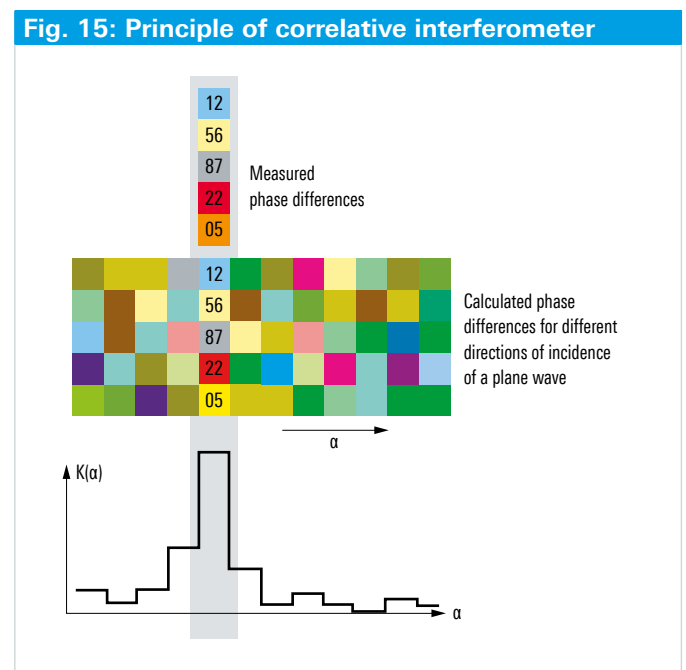 Fig. 15: Principle of correlative interferometer
12
56
87
22
05
Measured
phase differences
12
56
87
22
05
Calculated phase
differences for different
directions of incidence
of a plane wave
α
K(α)
α